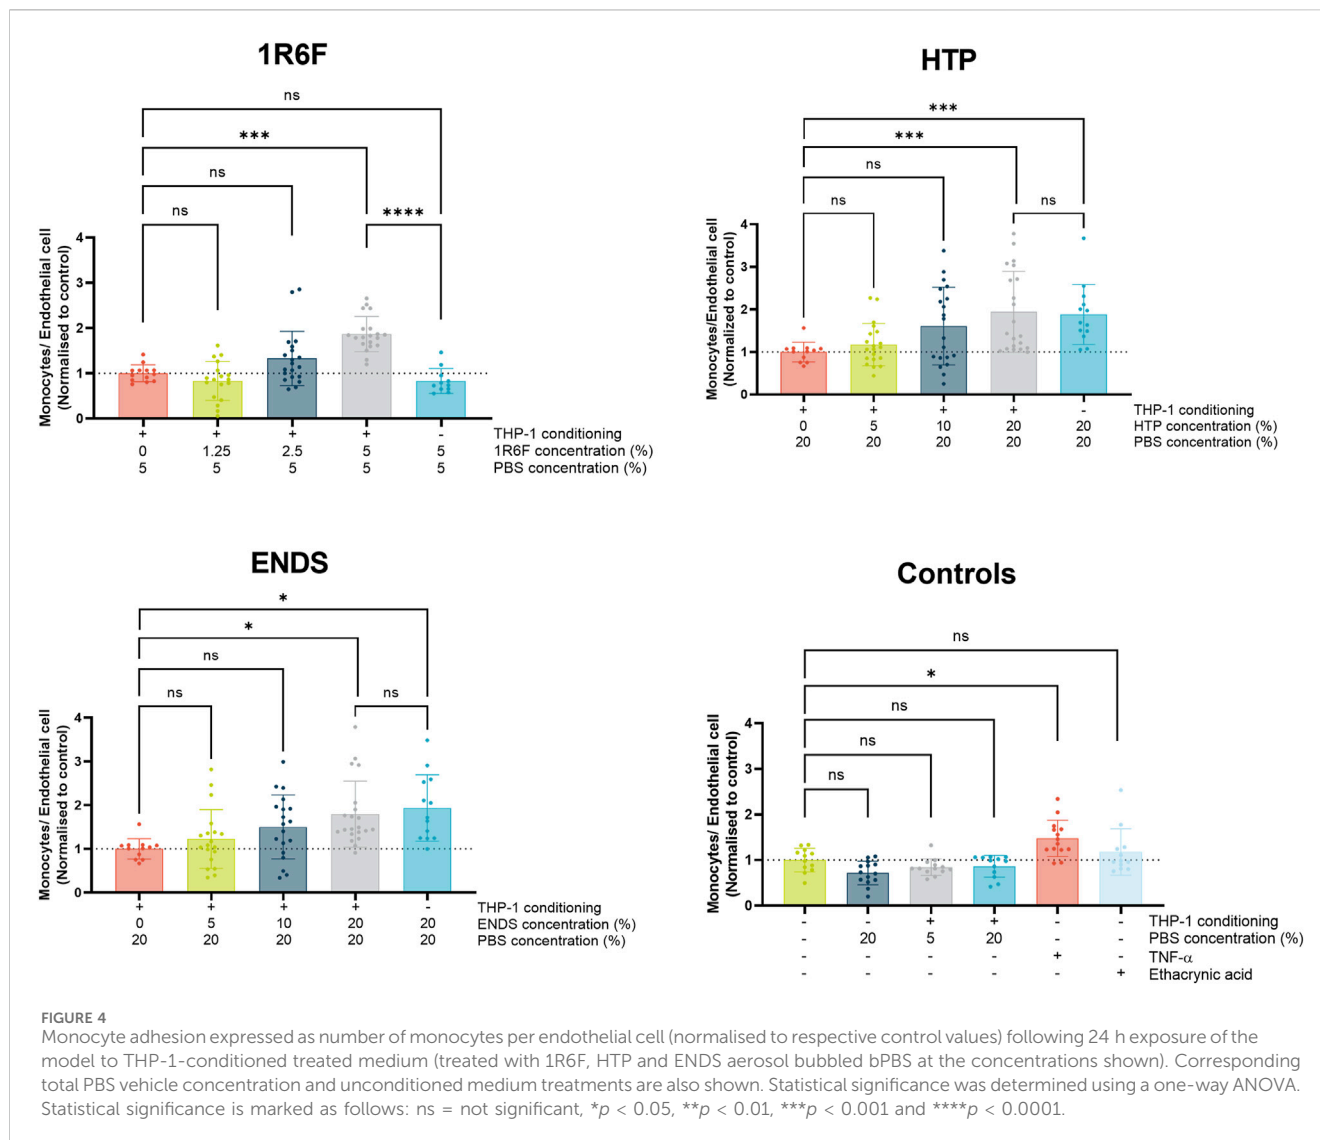 1R6F
ns
***
ns
ns
****
Monocytes/ Endothelial cell
(Normalised to control)
4
3
2
1
0
+ + + + - THP-1 conditioning
0 1.25 2.5 5 5 1R6F concentration (%)
5 5 5 5 5 PBS concentration (%)
HTP
***
***
ns
ns
ns
Monocytes/Endothelial cell
(Normalized to control)
4
3
2
1
0
+ + + + - THP-1 conditioning
0 5 10 20 20 HTP concentration (%)
20 20 20 20 20 PBS concentration (%)
ENDS
*
*
ns
ns
ns
Monocytes/ Endothelial cell
(Normalised to control)
4
3
2
1
0
+ + + + - THP-1 conditioning
0 5 10 20 20 ENDS concentration (%)
20 20 20 20 20 PBS concentration (%)
Controls
ns
*
ns
ns
ns
Monocytes/ Endothelial cell
(Normalised to control)
4
3
2
1
0
- - + + - - THP-1 conditioning
- 20 5 20 - - PBS concentration (%)
- - - - + - TNF-α
- - - - - + Ethacrynic acid
FIGURE 4
Monocyte adhesion expressed as number of monocytes per endothelial cell (normalised to respective control values) following 24 h exposure of the
model to THP-1-conditioned treated medium (treated with 1R6F, HTP and ENDS aerosol bubbled bPBS at the concentrations shown). Corresponding
total PBS vehicle concentration and unconditioned medium treatments are also shown. Statistical significance was determined using a one-way ANOVA.
Statistical significance is marked as follows: ns = not significant, *p < 0.05, **p < 0.01, ***p < 0.001 and ****p < 0.0001.